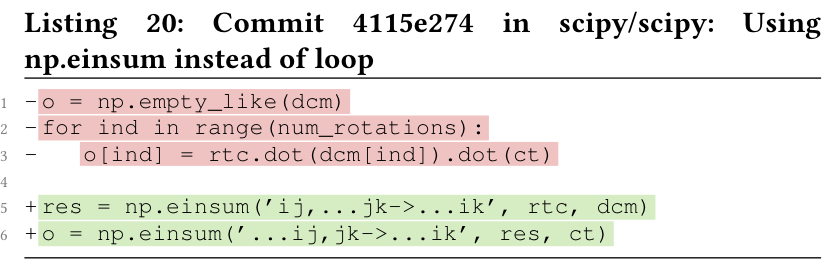 Listing 20: Commit 4115e274 in scipy/scipy: Using
np.einsum instead of loop
1 -o = np.empty_like(dcm)
2 -for ind in range(num_rotations):
3 -   o[ind] = rtc.dot(dcm[ind]).dot(ct)
4
5 +res = np.einsum('ij,...jk->...ik', rtc, dcm)
6 +o = np.einsum('...ij,jk->...ik', res, ct)